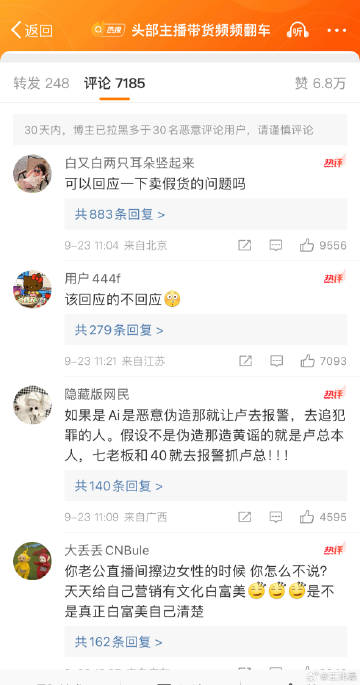 返回
热搜
头部主播带货频频翻车
听
转发 248
评论 7185
赞 6.8万
30天内，博主已拉黑多于30名恶意评论用户，请谨慎评论
白又白两只耳朵竖起来
热评
可以回应一下卖假货的问题吗
共883条回复 >
9-23 11:04 来自北京
9556
用户444f
热评
该回应的不回应
共279条回复 >
9-23 11:21 来自江苏
7093
隐藏版网民
热评
如果是Ai是恶意伪造那就让卢去报警，去追犯
罪的人。假设不是伪造那造黄谣的就是卢总本
人，七老板和40就去报警抓卢总!!!
共140条回复 >
9-23 11:09 来自广西
4595
大丢丢CNBule
热评
你老公直播间擦边女性的时候 你怎么不说?
天天给自己营销有文化白富美是不
是真正白富美自己清楚
共162条回复 >